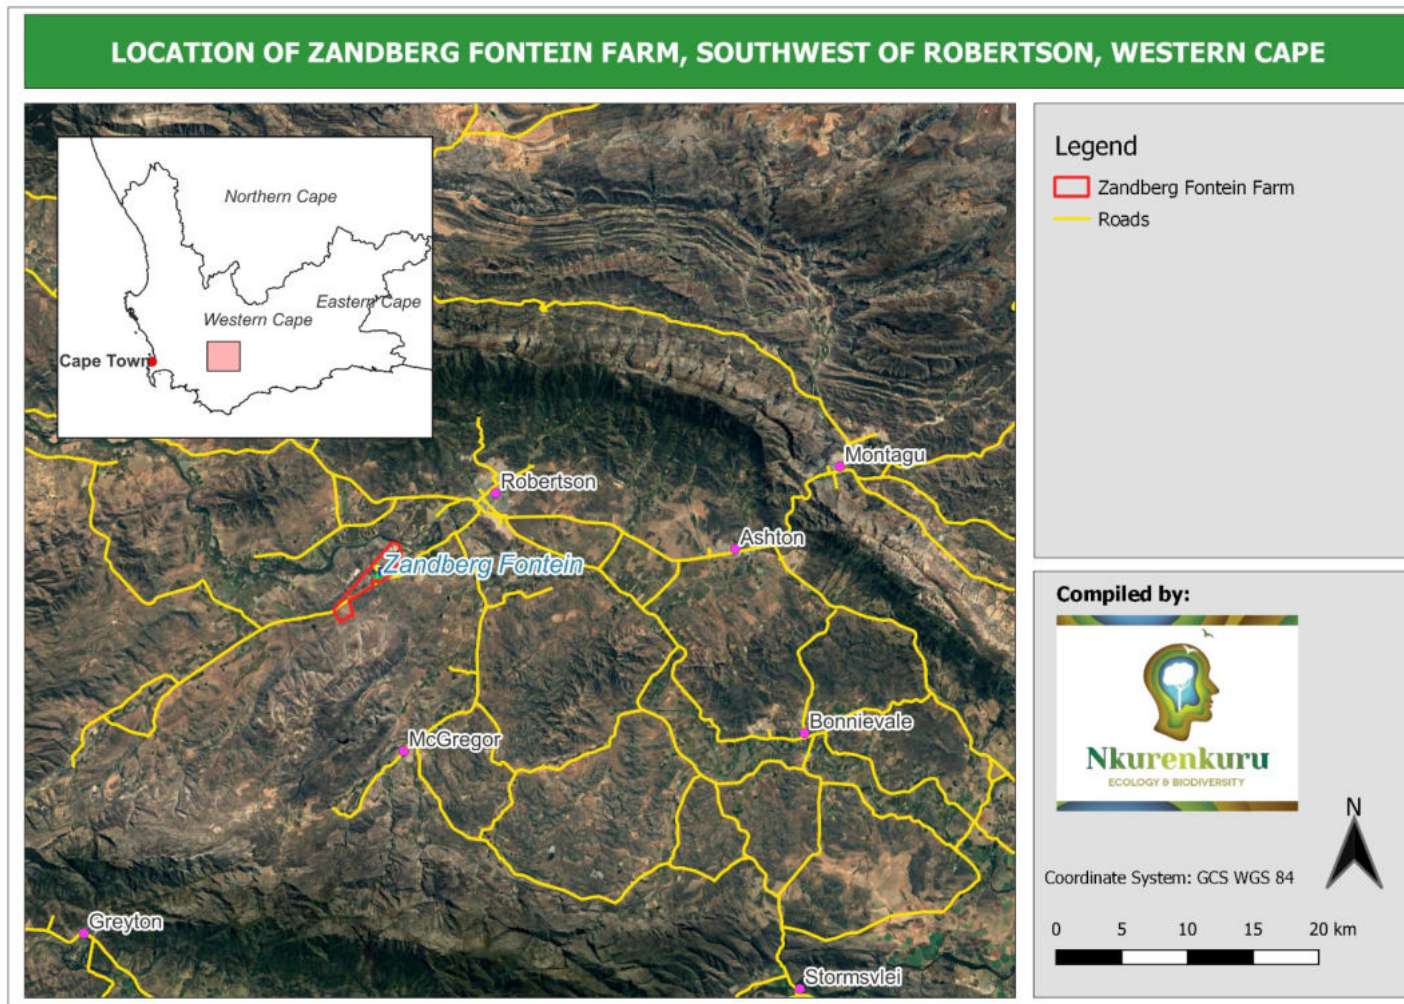 LOCATION OF ZANDBERG FONTEIN FARM, SOUTHWEST OF ROBERTSON, WESTERN CAPE
Northern Cape
Eastern Cape
Western Cape
Cape Town
Montagu
Robertson
Ashton
Zandberg Fontein
Bonnievale
McGregor
Greyton
Stormsvlei
Legend
Zandberg Fontein Farm
Roads
Compiled by:
Nkurenkuru
ECOLOGY & BIODIVERSITY
N
Coordinate System: GCS WGS 84
0 5 10 15 20 km